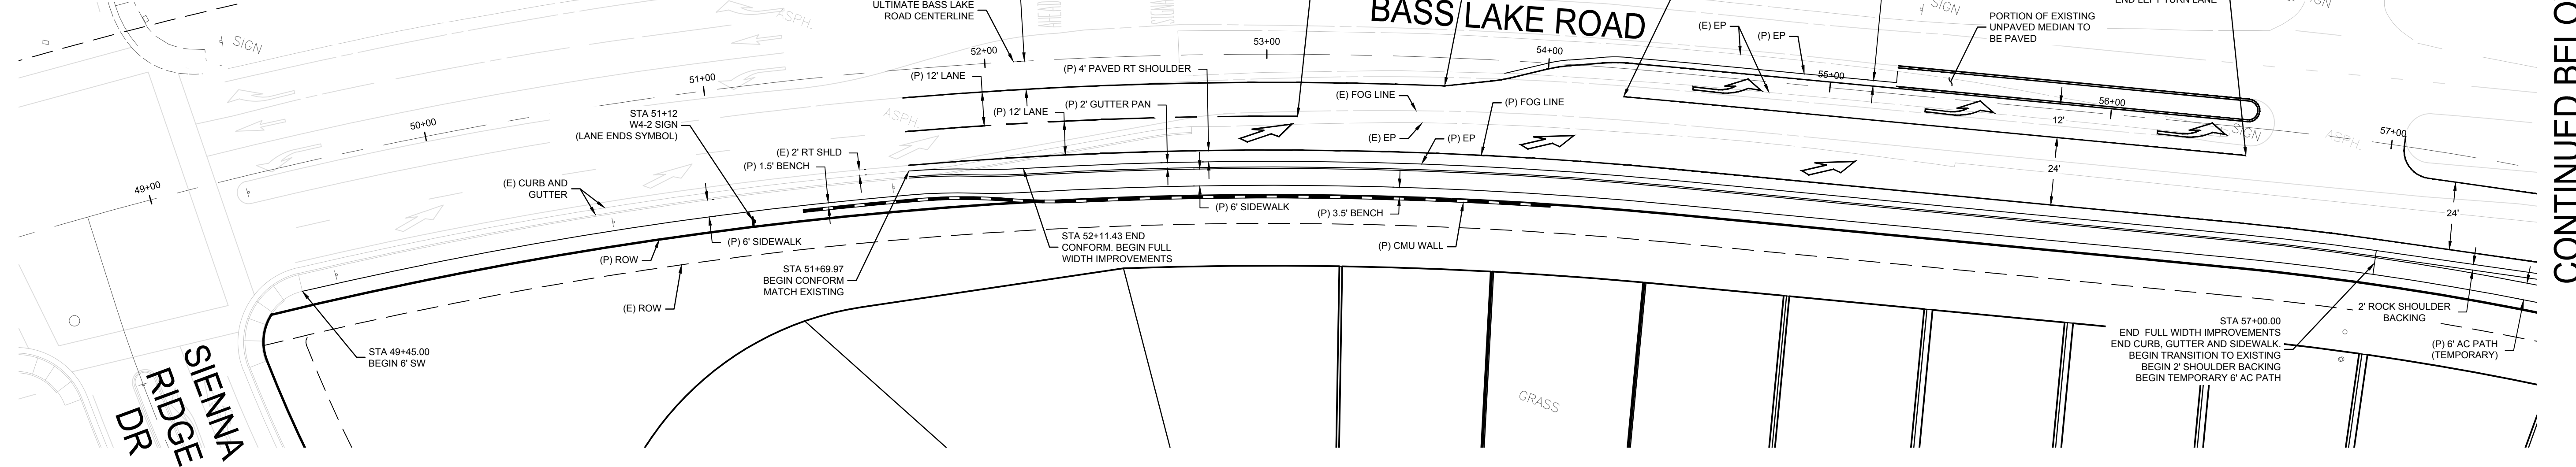 ULTIMATE BASS LAKE
ROAD CENTERLINE
BASS LAKE ROAD
ASPH.
SIGN
SIGN
SIGN
PORTION OF EXISTING
UNPAVED MEDIAN TO
BE PAVED
(E) EP
(P) EP
49+00
50+00
51+00
52+00
53+00
54+00
55+00
56+00
57+00
(P) 12' LANE
(P) 4' PAVED RT SHOULDER
(P) 12' LANE
(P) 2' GUTTER PAN
(E) FOG LINE
(P) FOG LINE
(E) EP
(P) EP
12'
24'
24'
SIGN
ASPH.
ASPH.
STA 51+12
W4-2 SIGN
(LANE ENDS SYMBOL)
(E) 2' RT SHLD
(P) 1.5' BENCH
(E) CURB AND
GUTTER
(P) 6' SIDEWALK
(P) 3.5' BENCH
(P) CMU WALL
(P) 6' SIDEWALK
(P) ROW
(E) ROW
STA 52+11.43 END
CONFORM. BEGIN FULL
WIDTH IMPROVEMENTS
STA 51+69.97
BEGIN CONFORM
MATCH EXISTING
STA 49+45.00
BEGIN 6' SW
SIENNA
RIDGE
DR
GRASS
2' ROCK SHOULDER
BACKING
(P) 6' AC PATH
(TEMPORARY)
STA 57+00.00
END FULL WIDTH IMPROVEMENTS
END CURB, GUTTER AND SIDEWALK.
BEGIN TRANSITION TO EXISTING
BEGIN 2' SHOULDER BACKING
BEGIN TEMPORARY 6' AC PATH
CONTINUED BELO